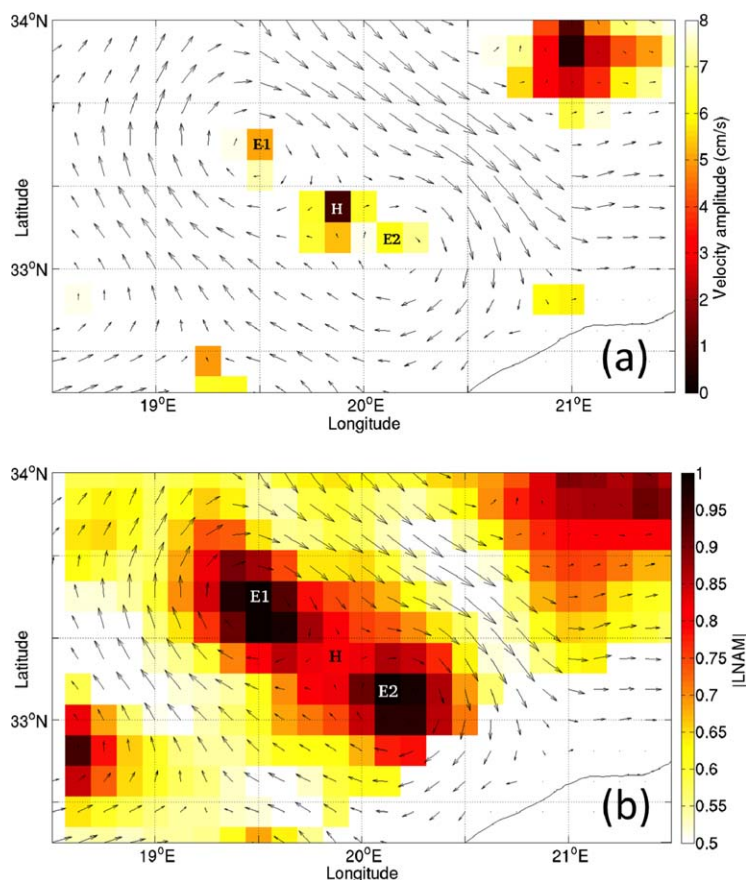 34°N
33°N
Latitude
E1
H
E2
(a)
19°E
20°E
21°E
Longitude
8
7
6
5
4
3
2
1
0
Velocity amplitude (cm/s)
34°N
33°N
Latitude
E1
H
E2
(b)
19°E
20°E
21°E
Longitude
1
0.95
0.9
0.85
0.8
0.75
0.7
0.65
0.6
0.55
0.5
|LNAM|